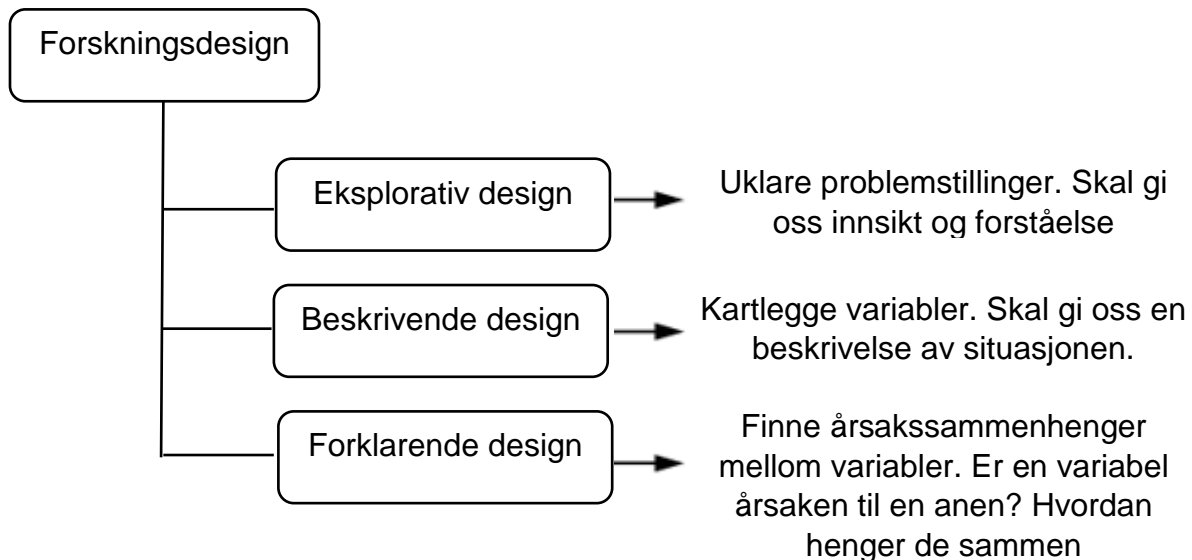 Forskningsdesign
Eksplorativ design
Uklare problemstillinger. Skal gi
oss innsikt og forståelse
Beskrivende design
Kartlegge variabler. Skal gi oss en
beskrivelse av situasjonen.
Forklarende design
Finne årsakssammenhenger
mellom variabler. Er en variabel
årsaken til en anen? Hvordan
henger de sammen